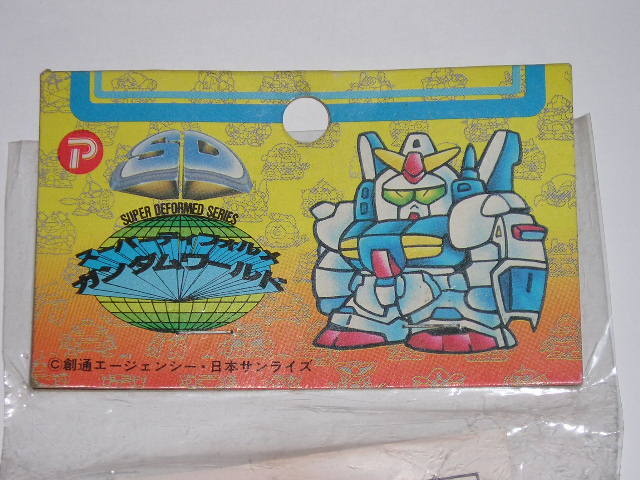 P
SD
SUPER DEFORMED SERIES
スーパーディフォルメ
ガンダムワールド
©創通エージェンシー・日本サンライズ